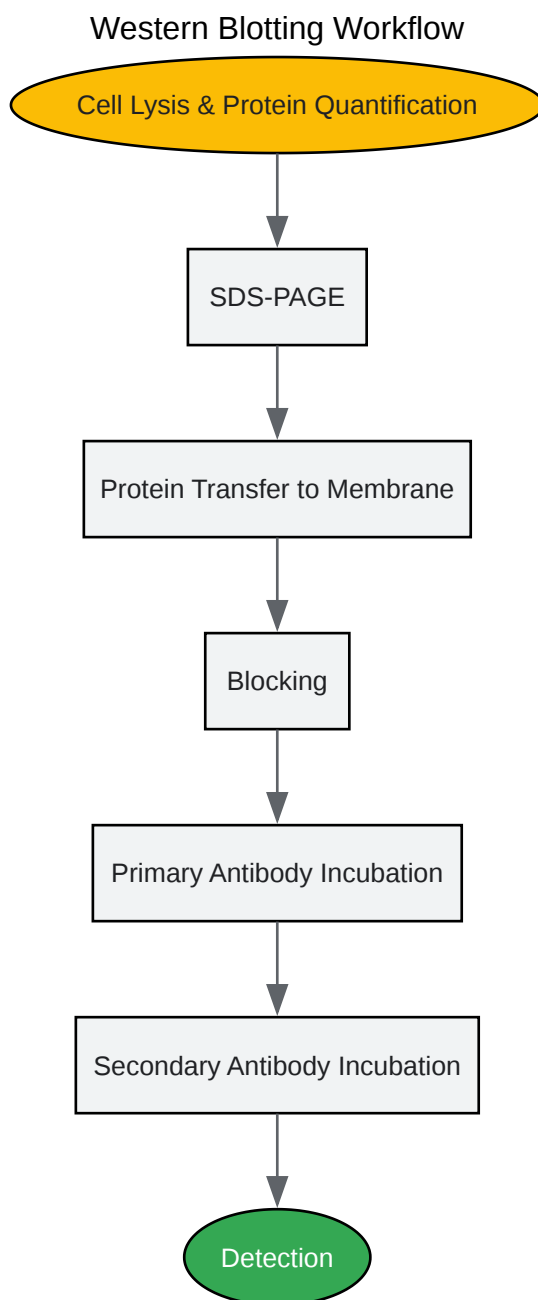 Western Blotting Workflow
Cell Lysis & Protein Quantification
SDS-PAGE
Protein Transfer to Membrane
Blocking
Primary Antibody Incubation
Secondary Antibody Incubation
Detection